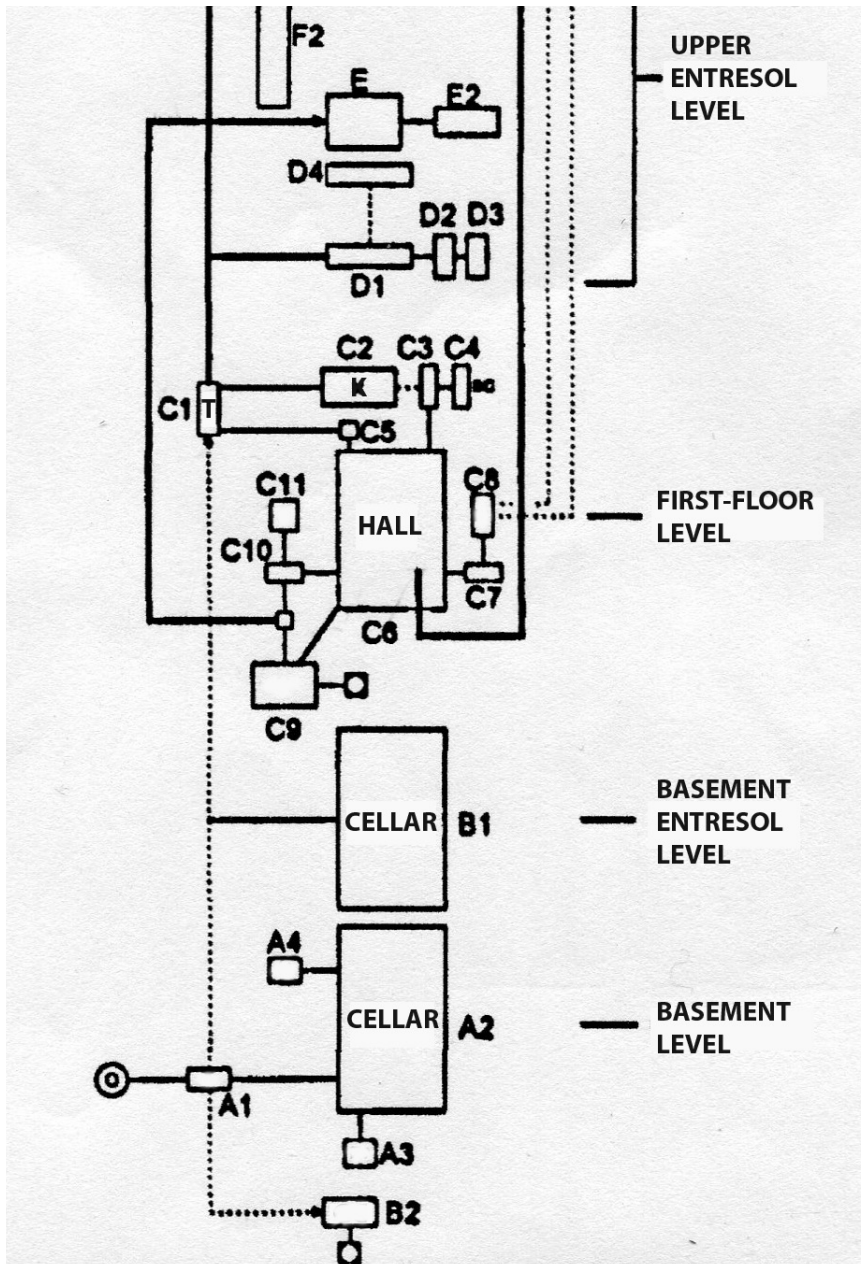 F2
UPPER
ENTRESOL
LEVEL
E
E2
D4
D2 D3
D1
C2 C3 C4
K
C1 T
C5
C11
HALL
C8
FIRST-FLOOR
LEVEL
C10
C7
C6
C9
CELLAR B1
BASEMENT
ENTRESOL
LEVEL
A4
CELLAR A2
BASEMENT
LEVEL
O
A1
A3
B2